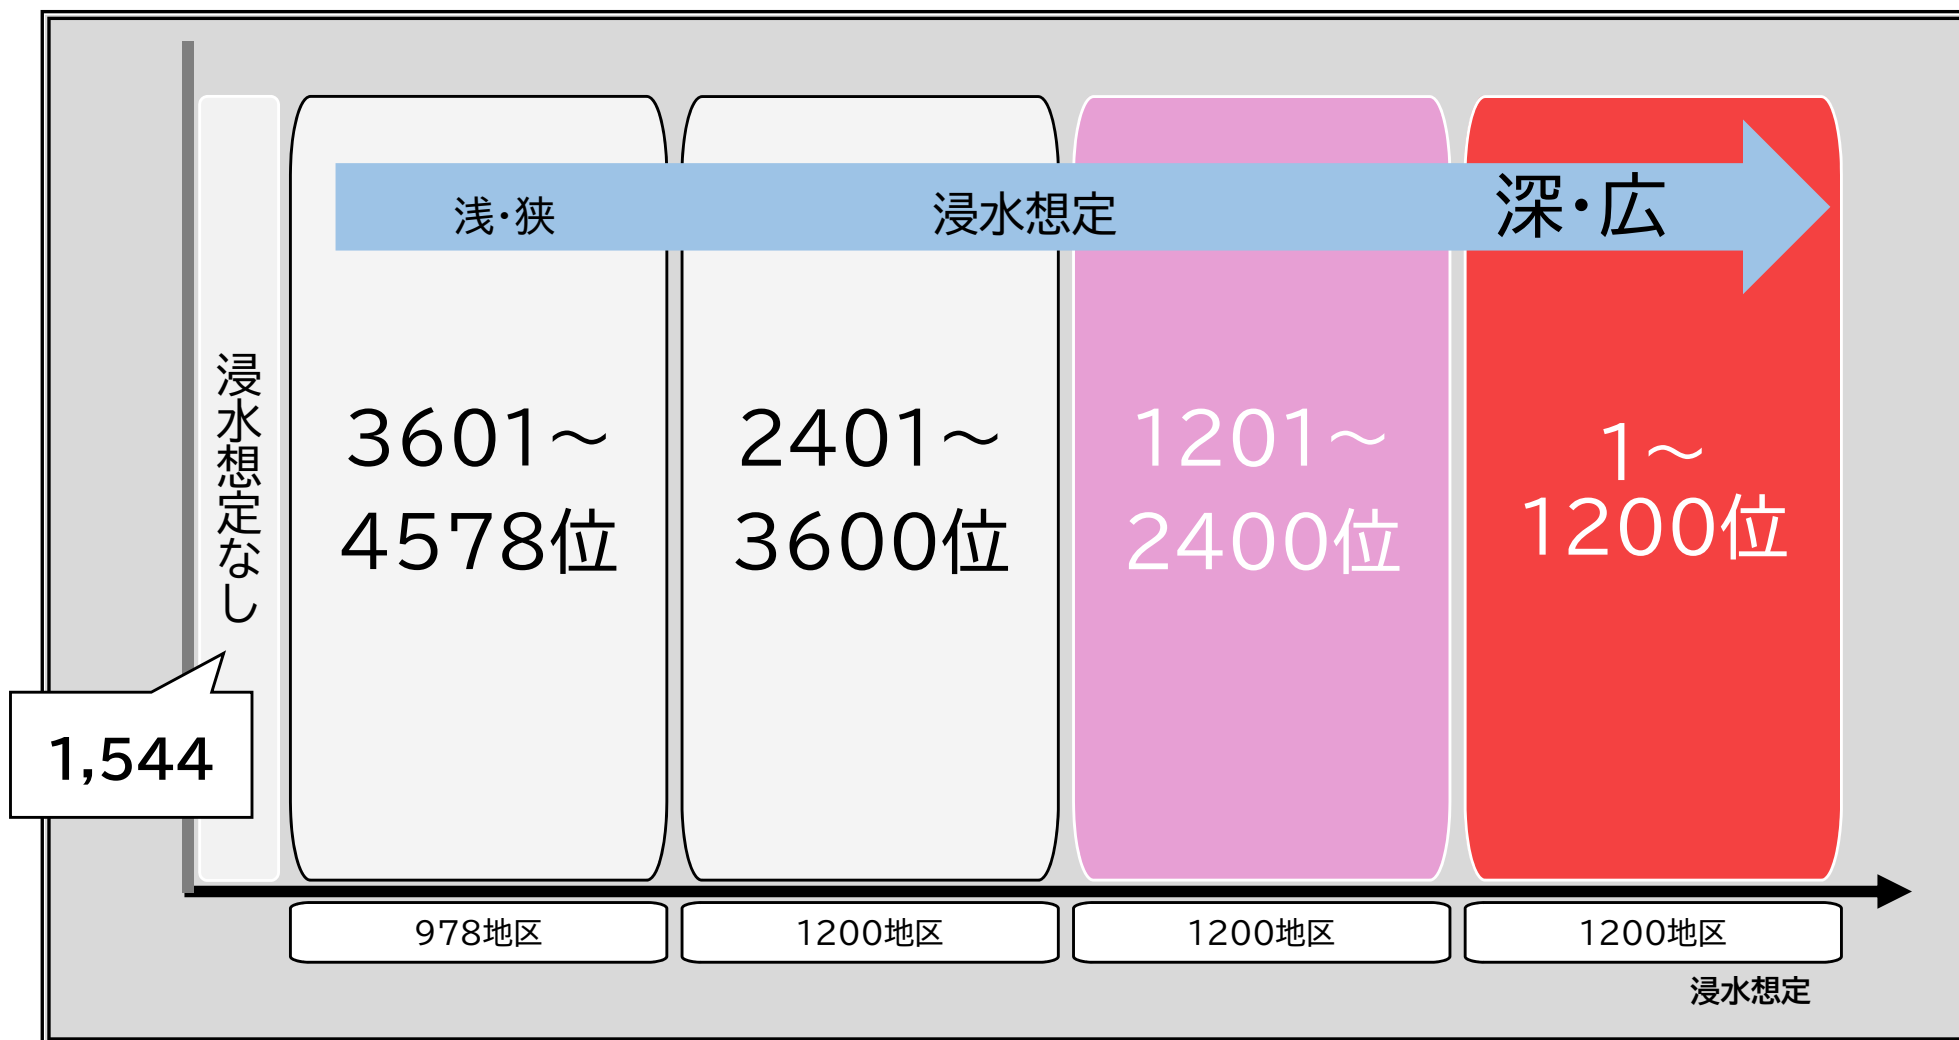 浅・狭
浸水想定
深・広
浸水想定なし
3601～
4578位
2401～
3600位
1201～
2400位
1～
1200位
1,544
978地区
1200地区
1200地区
1200地区
浸水想定